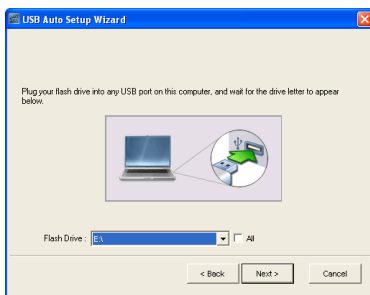 USB Auto Setup Wizard
Plug your flash drive into any USB port on this computer, and wait for the drive letter to appear
below.
Flash Drive : E:\ All
< Back Next > Cancel